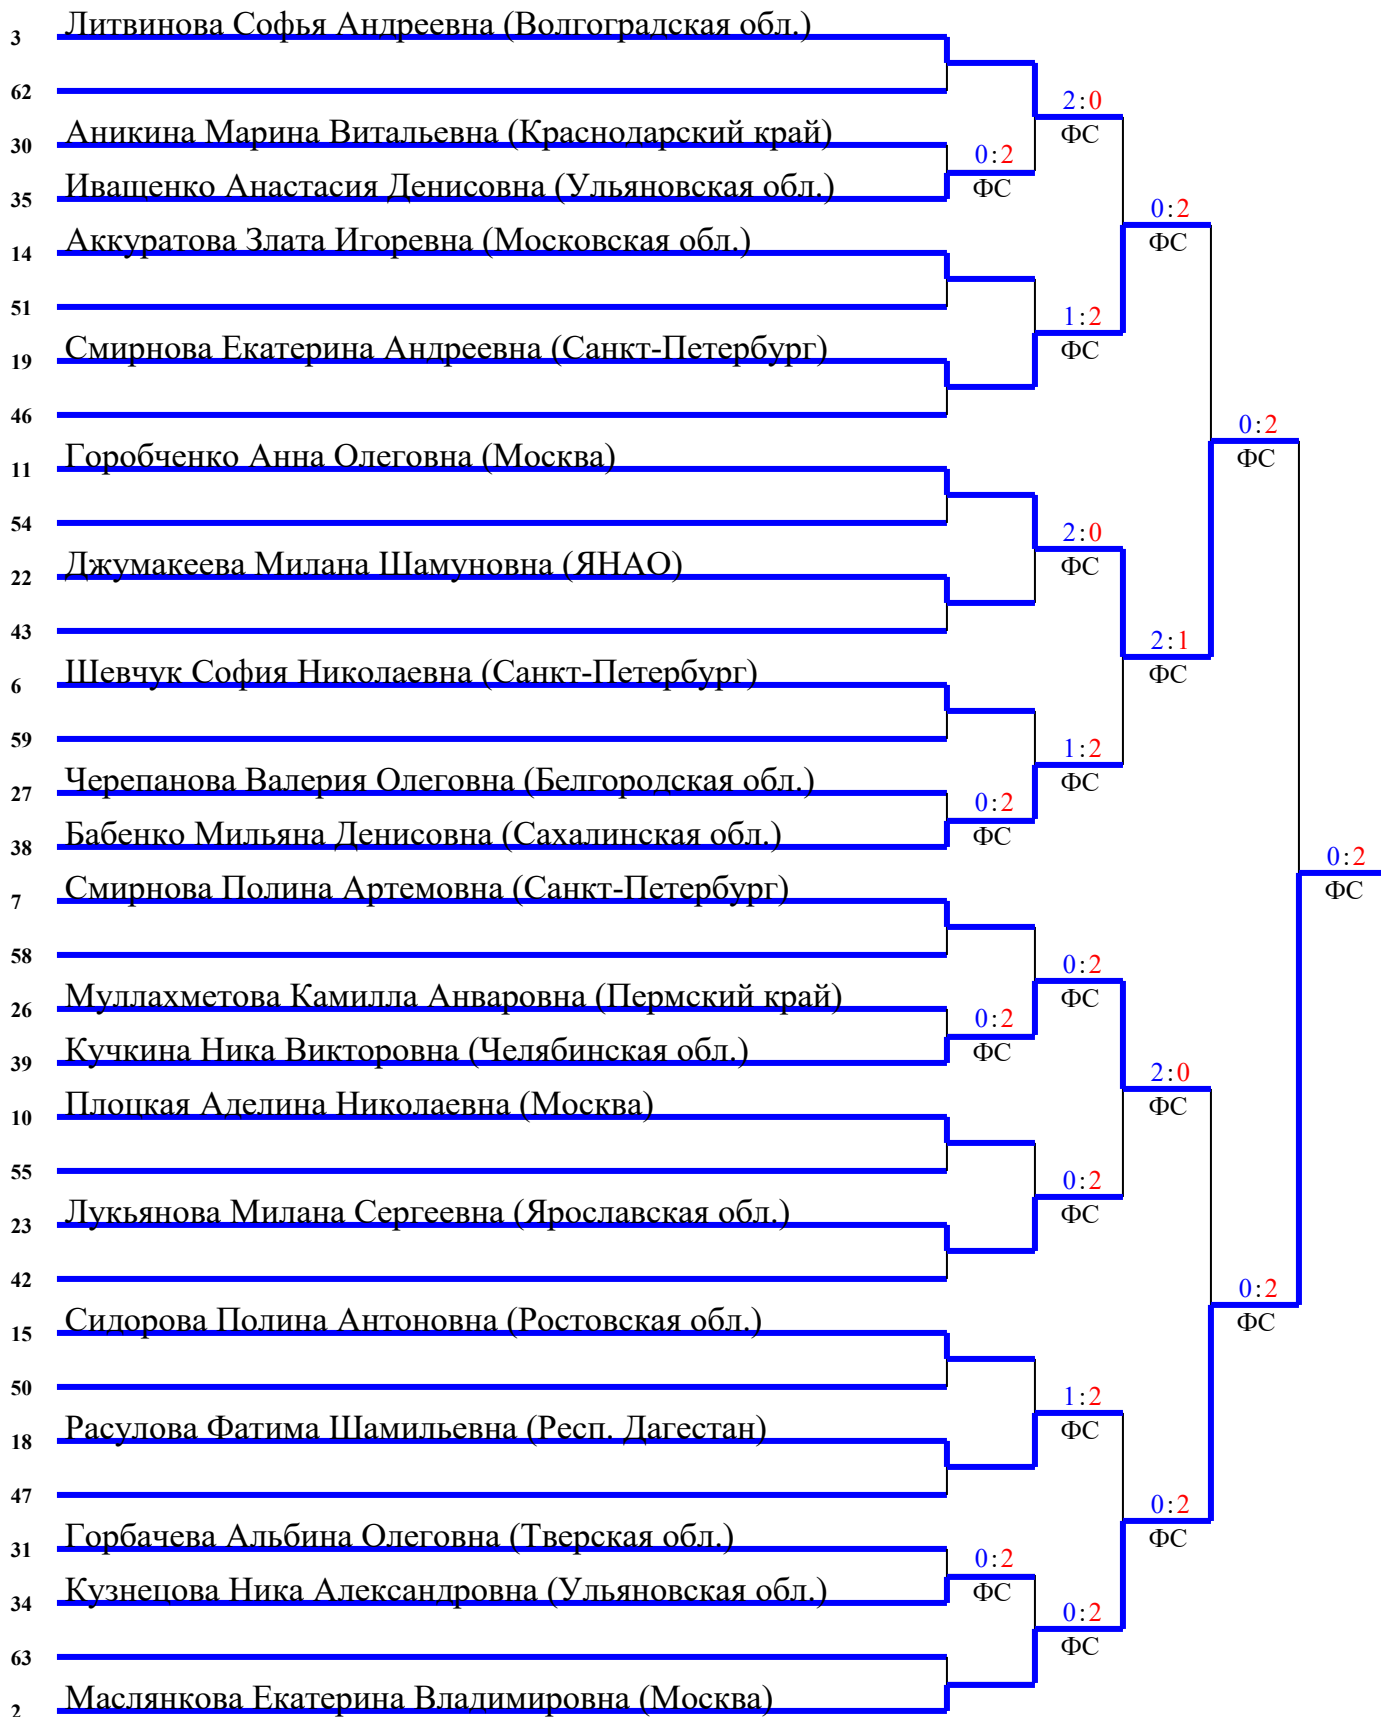 3 Литвинова Софья Андреевна (Волгоградская обл.)
62
2:0
ФС
30 Аникина Марина Витальевна (Краснодарский край)
0:2
ФС
35 Иващенко Анастасия Денисовна (Ульяновская обл.)
0:2
ФС
14 Аккуратова Злата Игоревна (Московская обл.)
51
1:2
ФС
19 Смирнова Екатерина Андреевна (Санкт-Петербург)
46
0:2
ФС
11 Горобченко Анна Олеговна (Москва)
54
2:0
ФС
22 Джумакеева Милана Шамуновна (ЯНАО)
43
2:1
ФС
6 Шевчук София Николаевна (Санкт-Петербург)
59
1:2
ФС
27 Черепанова Валерия Олеговна (Белгородская обл.)
0:2
ФС
38 Бабенко Мильяна Денисовна (Сахалинская обл.)
0:2
ФС
7 Смирнова Полина Артемовна (Санкт-Петербург)
58
0:2
ФС
26 Муллахметова Камилла Анваровна (Пермский край)
0:2
ФС
39 Кучкина Ника Викторовна (Челябинская обл.)
2:0
ФС
10 Плоцкая Аделина Николаевна (Москва)
55
0:2
ФС
23 Лукьянова Милана Сергеевна (Ярославская обл.)
42
0:2
ФС
15 Сидорова Полина Антоновна (Ростовская обл.)
50
1:2
ФС
18 Расулова Фатима Шамильевна (Респ. Дагестан)
47
0:2
ФС
31 Горбачева Альбина Олеговна (Тверская обл.)
0:2
ФС
34 Кузнецова Ника Александровна (Ульяновская обл.)
0:2
ФС
63
2 Маслянкова Екатерина Владимировна (Москва)